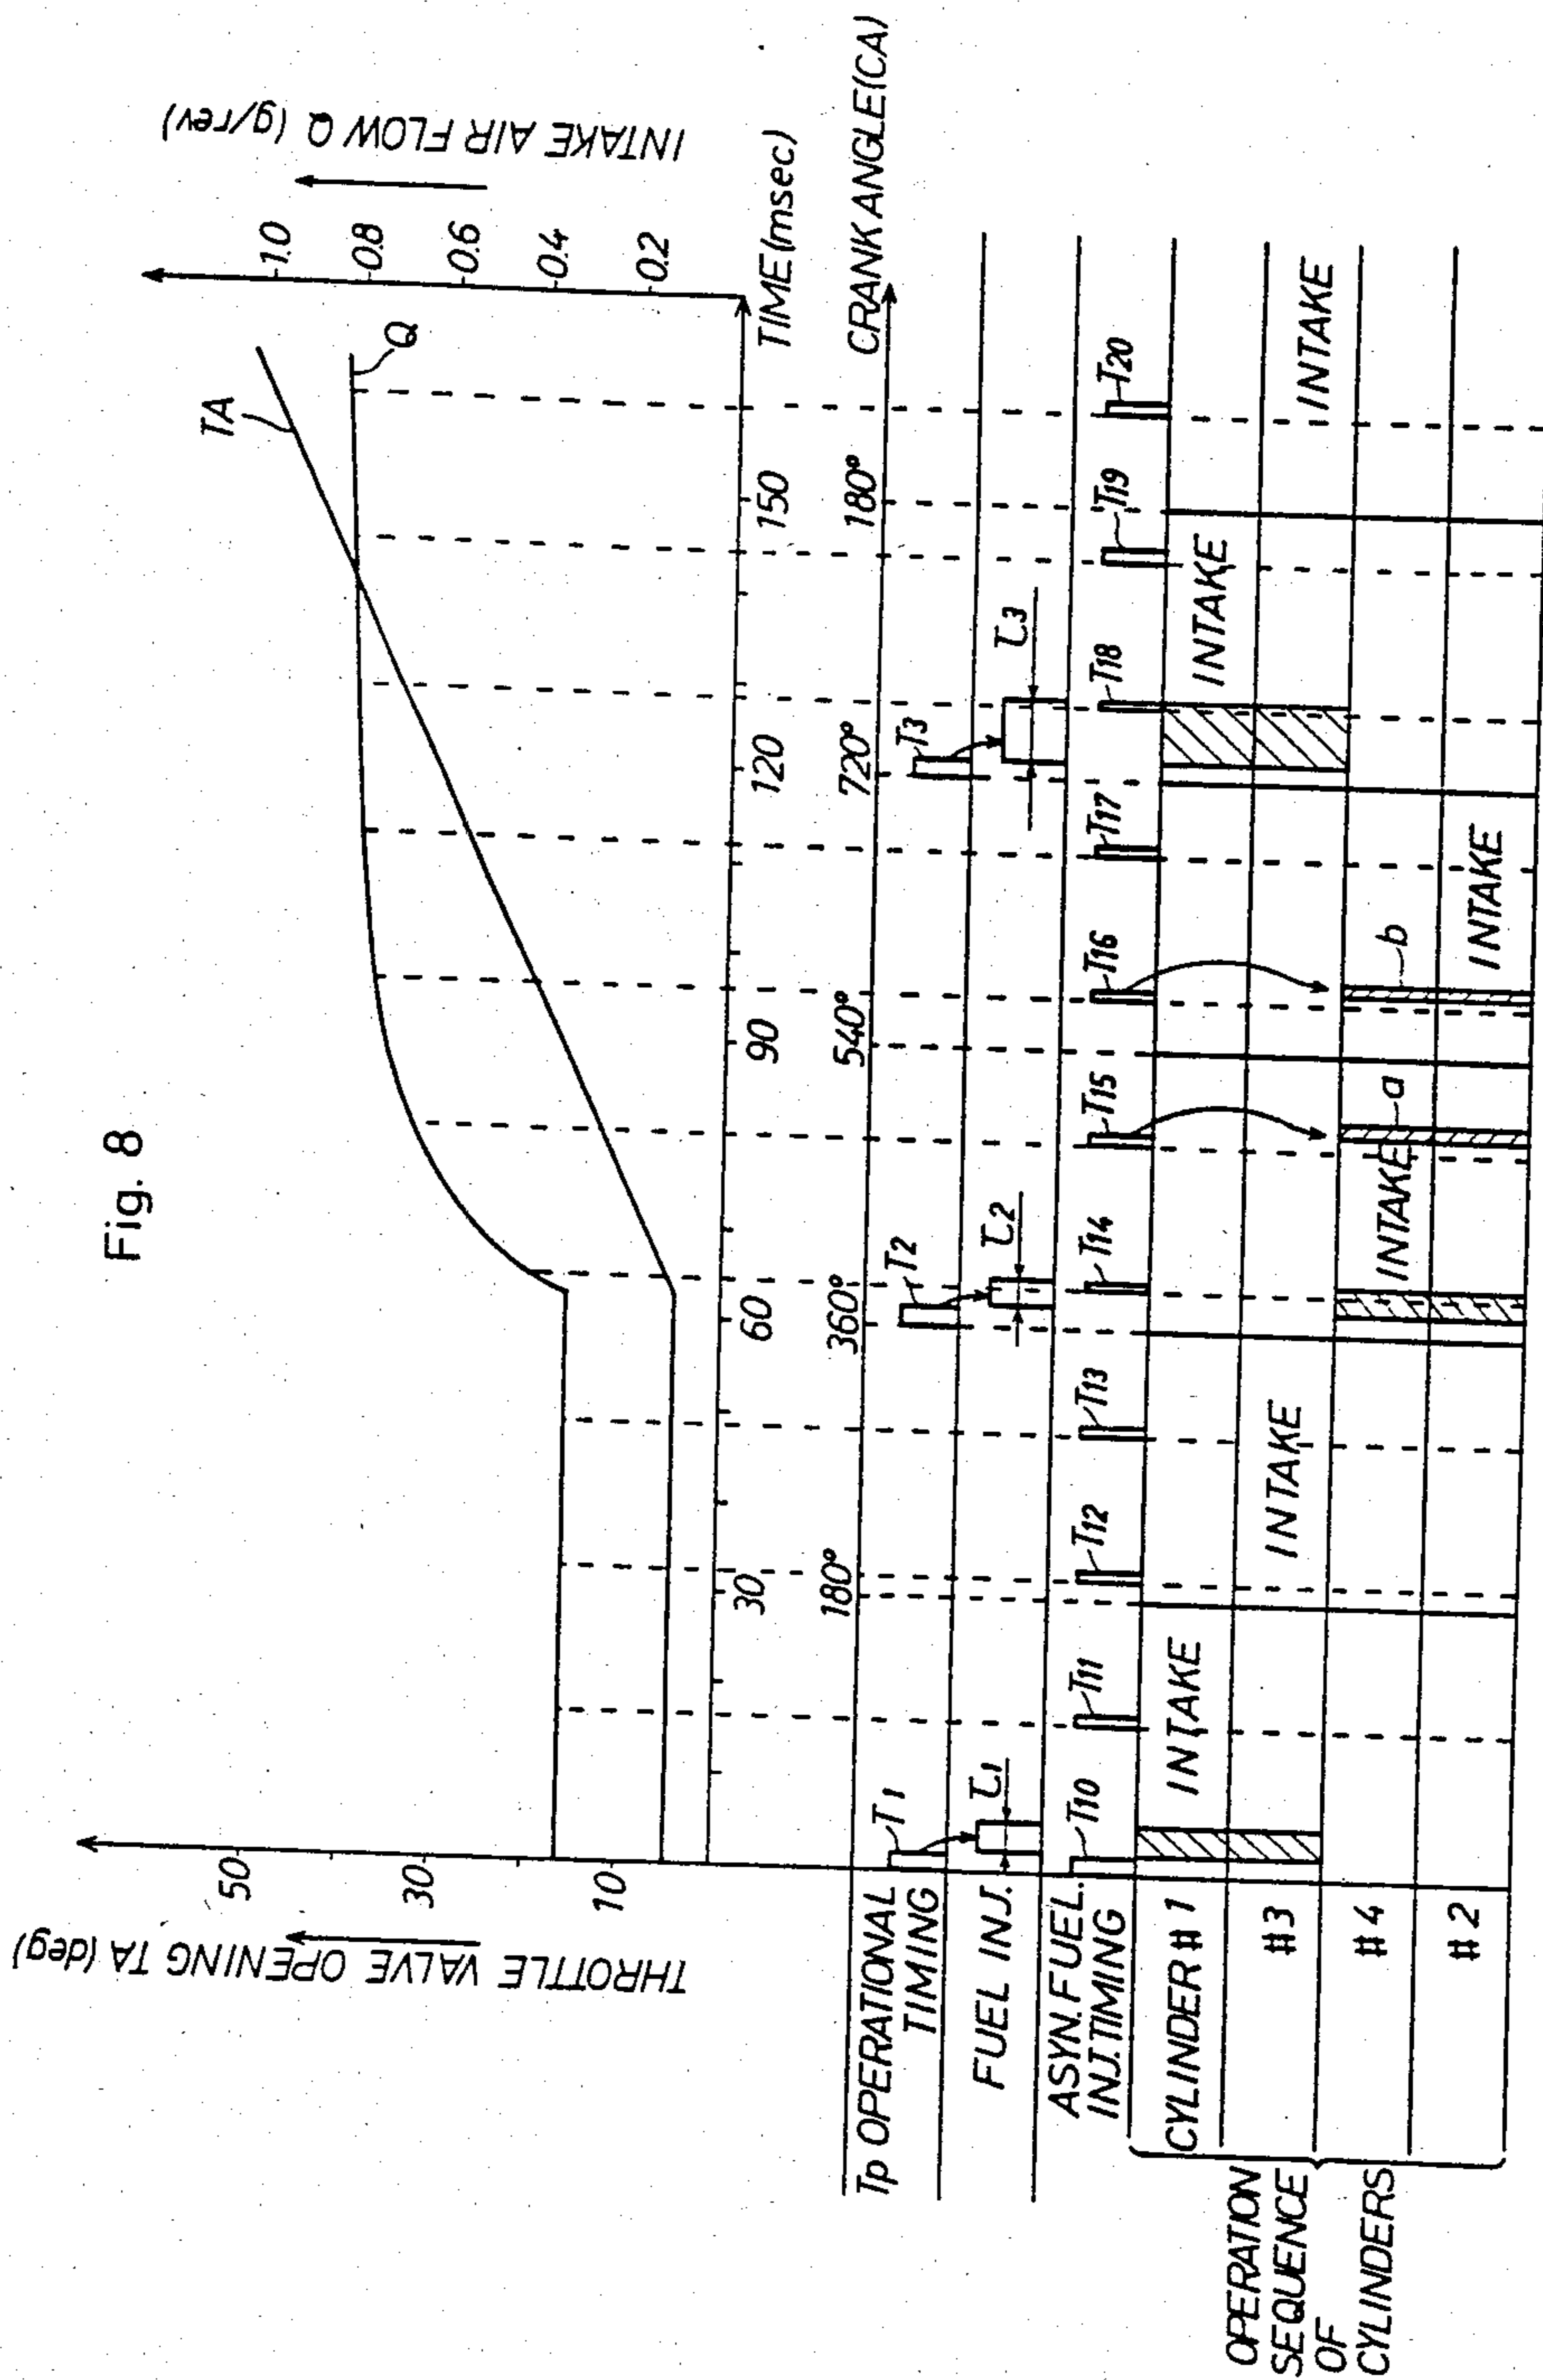 Fig. 8
THROTTLE VALVE OPENING TA (deg)
50
30
10
INTAKE AIR FLOW Q (g/rev)
1.0
0.8
0.6
0.4
0.2
TA
Q
30
60
90
120
150
TIME (msec)
180°
360°
540°
720°
180°
CRANK ANGLE (CA)
Tp OPERATIONAL
TIMING
T1
T2
T3
FUEL INJ.
τ1
τ2
τ3
ASYN. FUEL.
INJ. TIMING
T10
T11
T12
T13
T14
T15
T16
T17
T18
T19
T20
OPERATION
SEQUENCE
OF
CYLINDERS
CYLINDER #1
INTAKE
INTAKE
#3
INTAKE
INTAKE
#4
INTAKE
a
b
#2
INTAKE